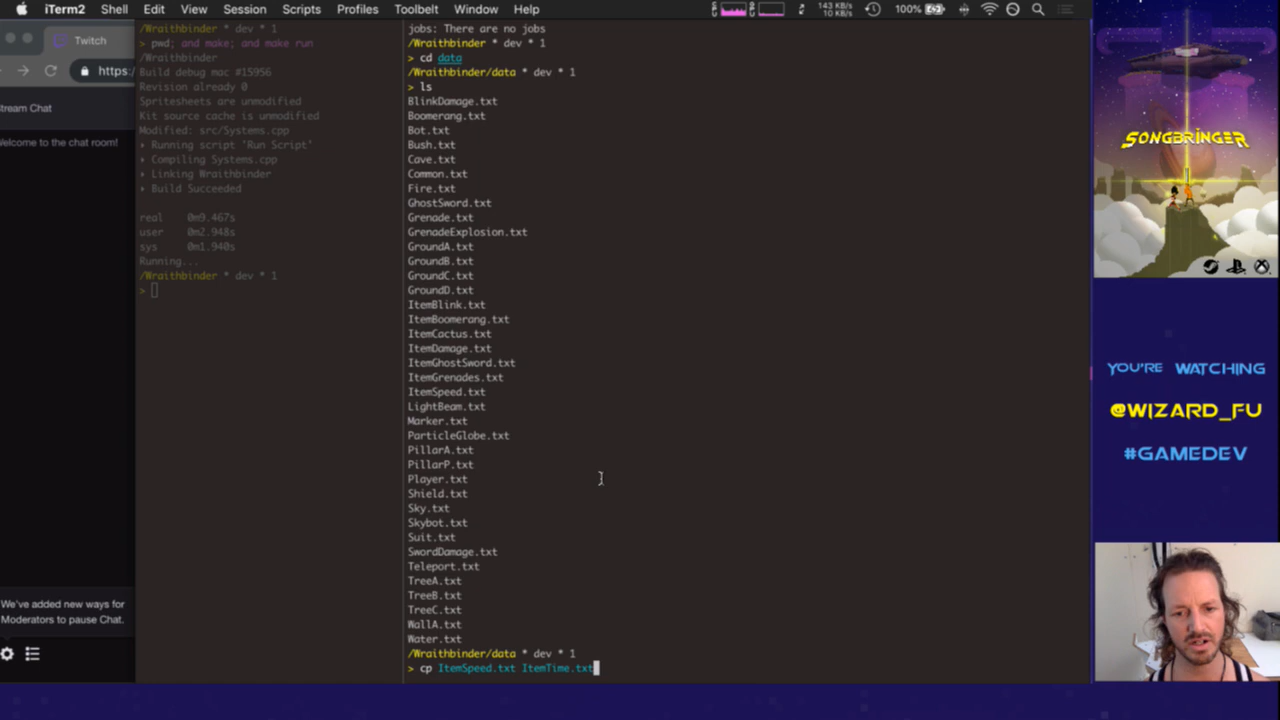 iTerm2 Shell Edit View Session Scripts Profiles Toolbelt Window Help 143 KB/s 10 KB/s 100%
Twitch
https:
tream Chat
elcome to the chat room!
We've added new ways for
Moderators to pause Chat.
/Wraithbinder * dev * 1
> pwd; and make; and make run
/Wraithbinder
Build debug mac #15956
Revision already 0
Spritesheets are unmodified
Kit source cache is unmodified
Modified: src/Systems.cpp
▸ Running script 'Run Script'
▸ Compiling Systems.cpp
▸ Linking Wraithbinder
▸ Build Succeeded
real 0m9.467s
user 0m2.948s
sys 0m1.940s
Running...
/Wraithbinder * dev * 1
>
jobs: There are no jobs
/Wraithbinder * dev * 1
> cd data
/Wraithbinder/data * dev * 1
> ls
BlinkDamage.txt
Boomerang.txt
Bot.txt
Bush.txt
Cave.txt
Common.txt
Fire.txt
GhostSword.txt
Grenade.txt
GrenadeExplosion.txt
GroundA.txt
GroundB.txt
GroundC.txt
GroundD.txt
ItemBlink.txt
ItemBoomerang.txt
ItemCactus.txt
ItemDamage.txt
ItemGhostSword.txt
ItemGrenades.txt
ItemSpeed.txt
LightBeam.txt
Marker.txt
ParticleGlobe.txt
PillarA.txt
PillarP.txt
Player.txt
Shield.txt
Sky.txt
Skybot.txt
Suit.txt
SwordDamage.txt
Teleport.txt
TreeA.txt
TreeB.txt
TreeC.txt
WallA.txt
Water.txt
/Wraithbinder/data * dev * 1
> cp ItemSpeed.txt ItemTime.txt
SONGBRINGER
YOU'RE WATCHING
@WIZARD_FU
#GAMEDEV